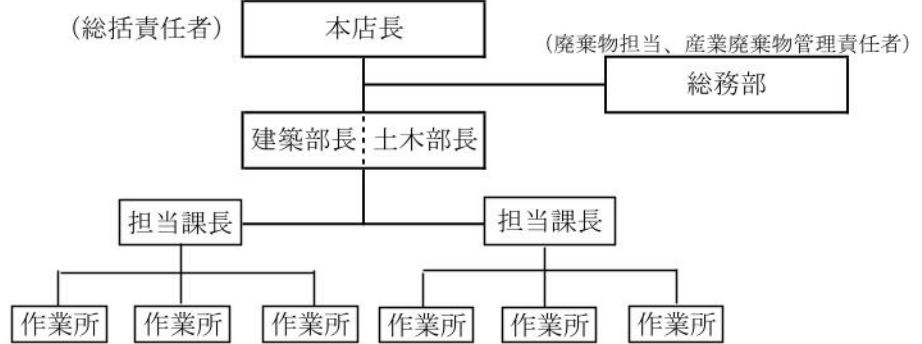 （総括責任者）
本店長
（廃棄物担当、産業廃棄物管理責任者）
総務部
建築部長
土木部長
担当課長
担当課長
作業所
作業所
作業所
作業所
作業所
作業所